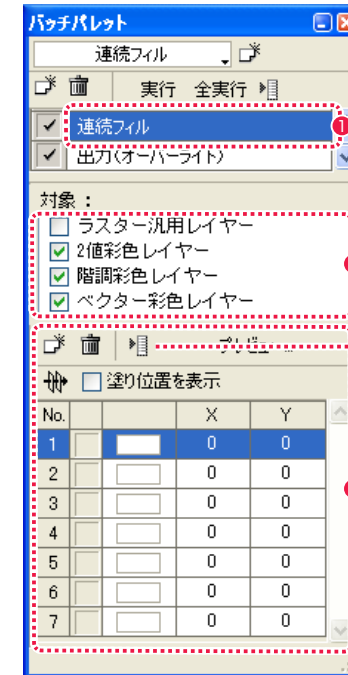 バッチパレット
連続フィル
実行 全実行
連続フィル
1
出力(オーバーライト)
対象：
ラスター汎用レイヤー
2値彩色レイヤー
階調彩色レイヤー
ベクター彩色レイヤー
塗り位置を表示
No. X Y
1 0 0
2 0 0
3 0 0
4 0 0
5 0 0
6 0 0
7 0 0